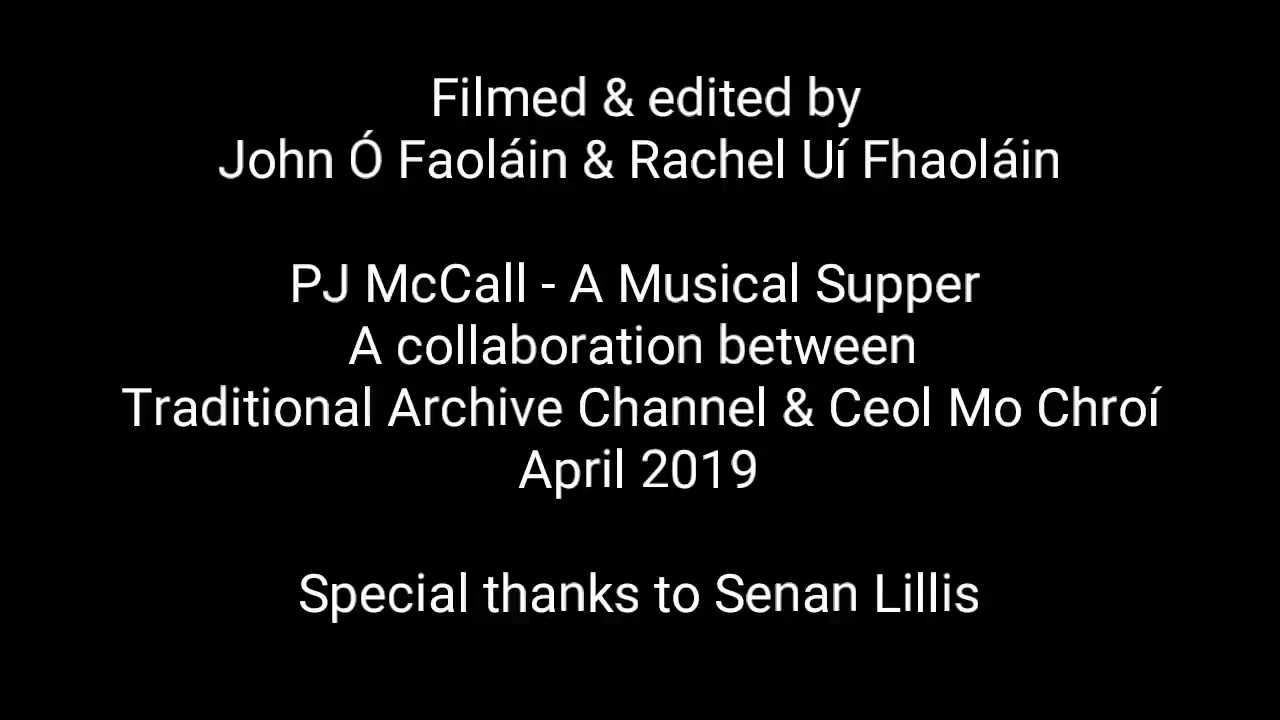 Filmed & edited by
John Ó Faoláin & Rachel Uí Fhaoláin
PJ McCall - A Musical Supper
A collaboration between
Traditional Archive Channel & Ceol Mo Chroí
April 2019
Special thanks to Senan Lillis